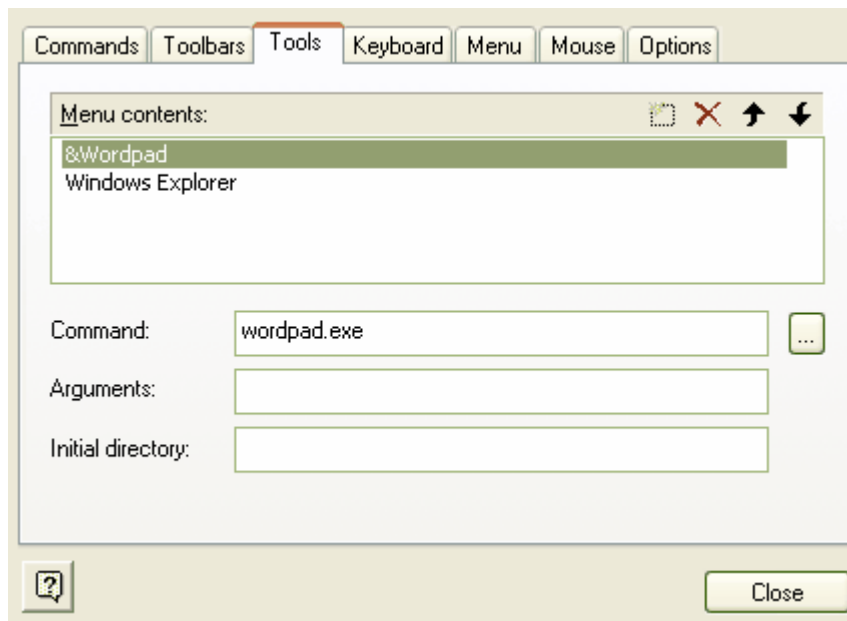 Commands Toolbars Tools Keyboard Menu Mouse Options
Menu contents:
&Wordpad
Windows Explorer
Command: wordpad.exe ...
Arguments:
Initial directory:
? Close